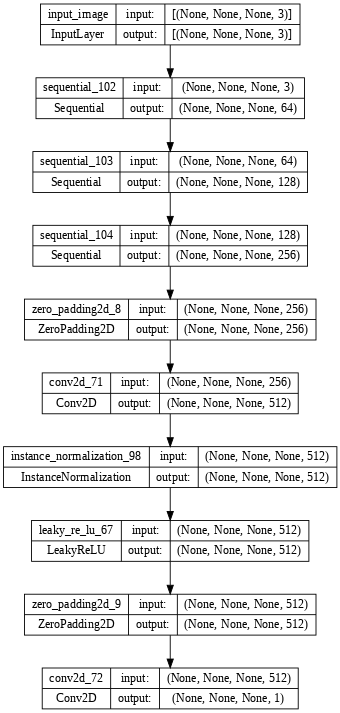 input_image input: [(None, None, None, 3)]
InputLayer output: [(None, None, None, 3)]
sequential_102 input: (None, None, None, 3)
Sequential output: (None, None, None, 64)
sequential_103 input: (None, None, None, 64)
Sequential output: (None, None, None, 128)
sequential_104 input: (None, None, None, 128)
Sequential output: (None, None, None, 256)
zero_padding2d_8 input: (None, None, None, 256)
ZeroPadding2D output: (None, None, None, 256)
conv2d_71 input: (None, None, None, 256)
Conv2D output: (None, None, None, 512)
instance_normalization_98 input: (None, None, None, 512)
InstanceNormalization output: (None, None, None, 512)
leaky_re_lu_67 input: (None, None, None, 512)
LeakyReLU output: (None, None, None, 512)
zero_padding2d_9 input: (None, None, None, 512)
ZeroPadding2D output: (None, None, None, 512)
conv2d_72 input: (None, None, None, 512)
Conv2D output: (None, None, None, 1)